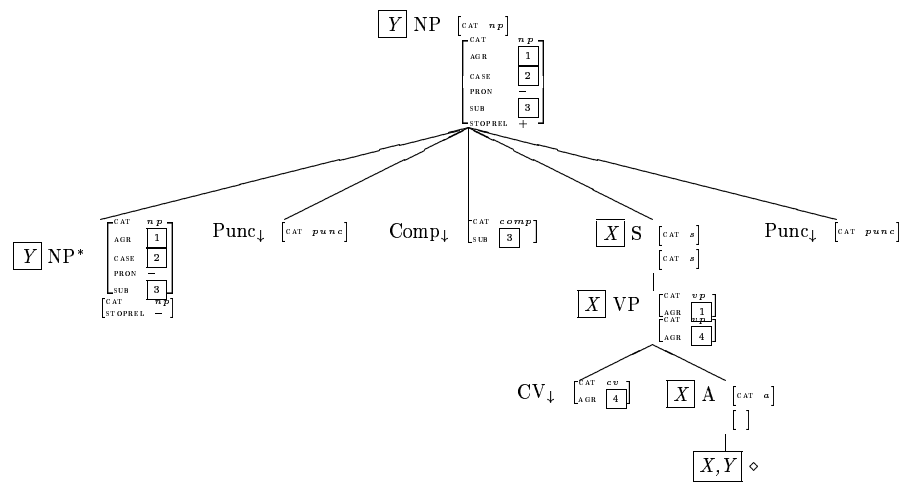 Y NP [CAT np]
CAT np
AGR 1
CASE 2
PRON −
SUB 3
STOPREL +
Y NP* CAT np
AGR 1
CASE 2
PRON −
SUB 3
CAT np
STOPREL −
Punc↓ [CAT punc]
Comp↓ CAT comp
SUB 3
X S [CAT s]
[CAT s]
Punc↓ [CAT punc]
X VP CAT vp
AGR 1
CAT vp
AGR 4
CV↓ CAT cv
AGR 4
X A [CAT a]
[ ]
X,Y ⋄